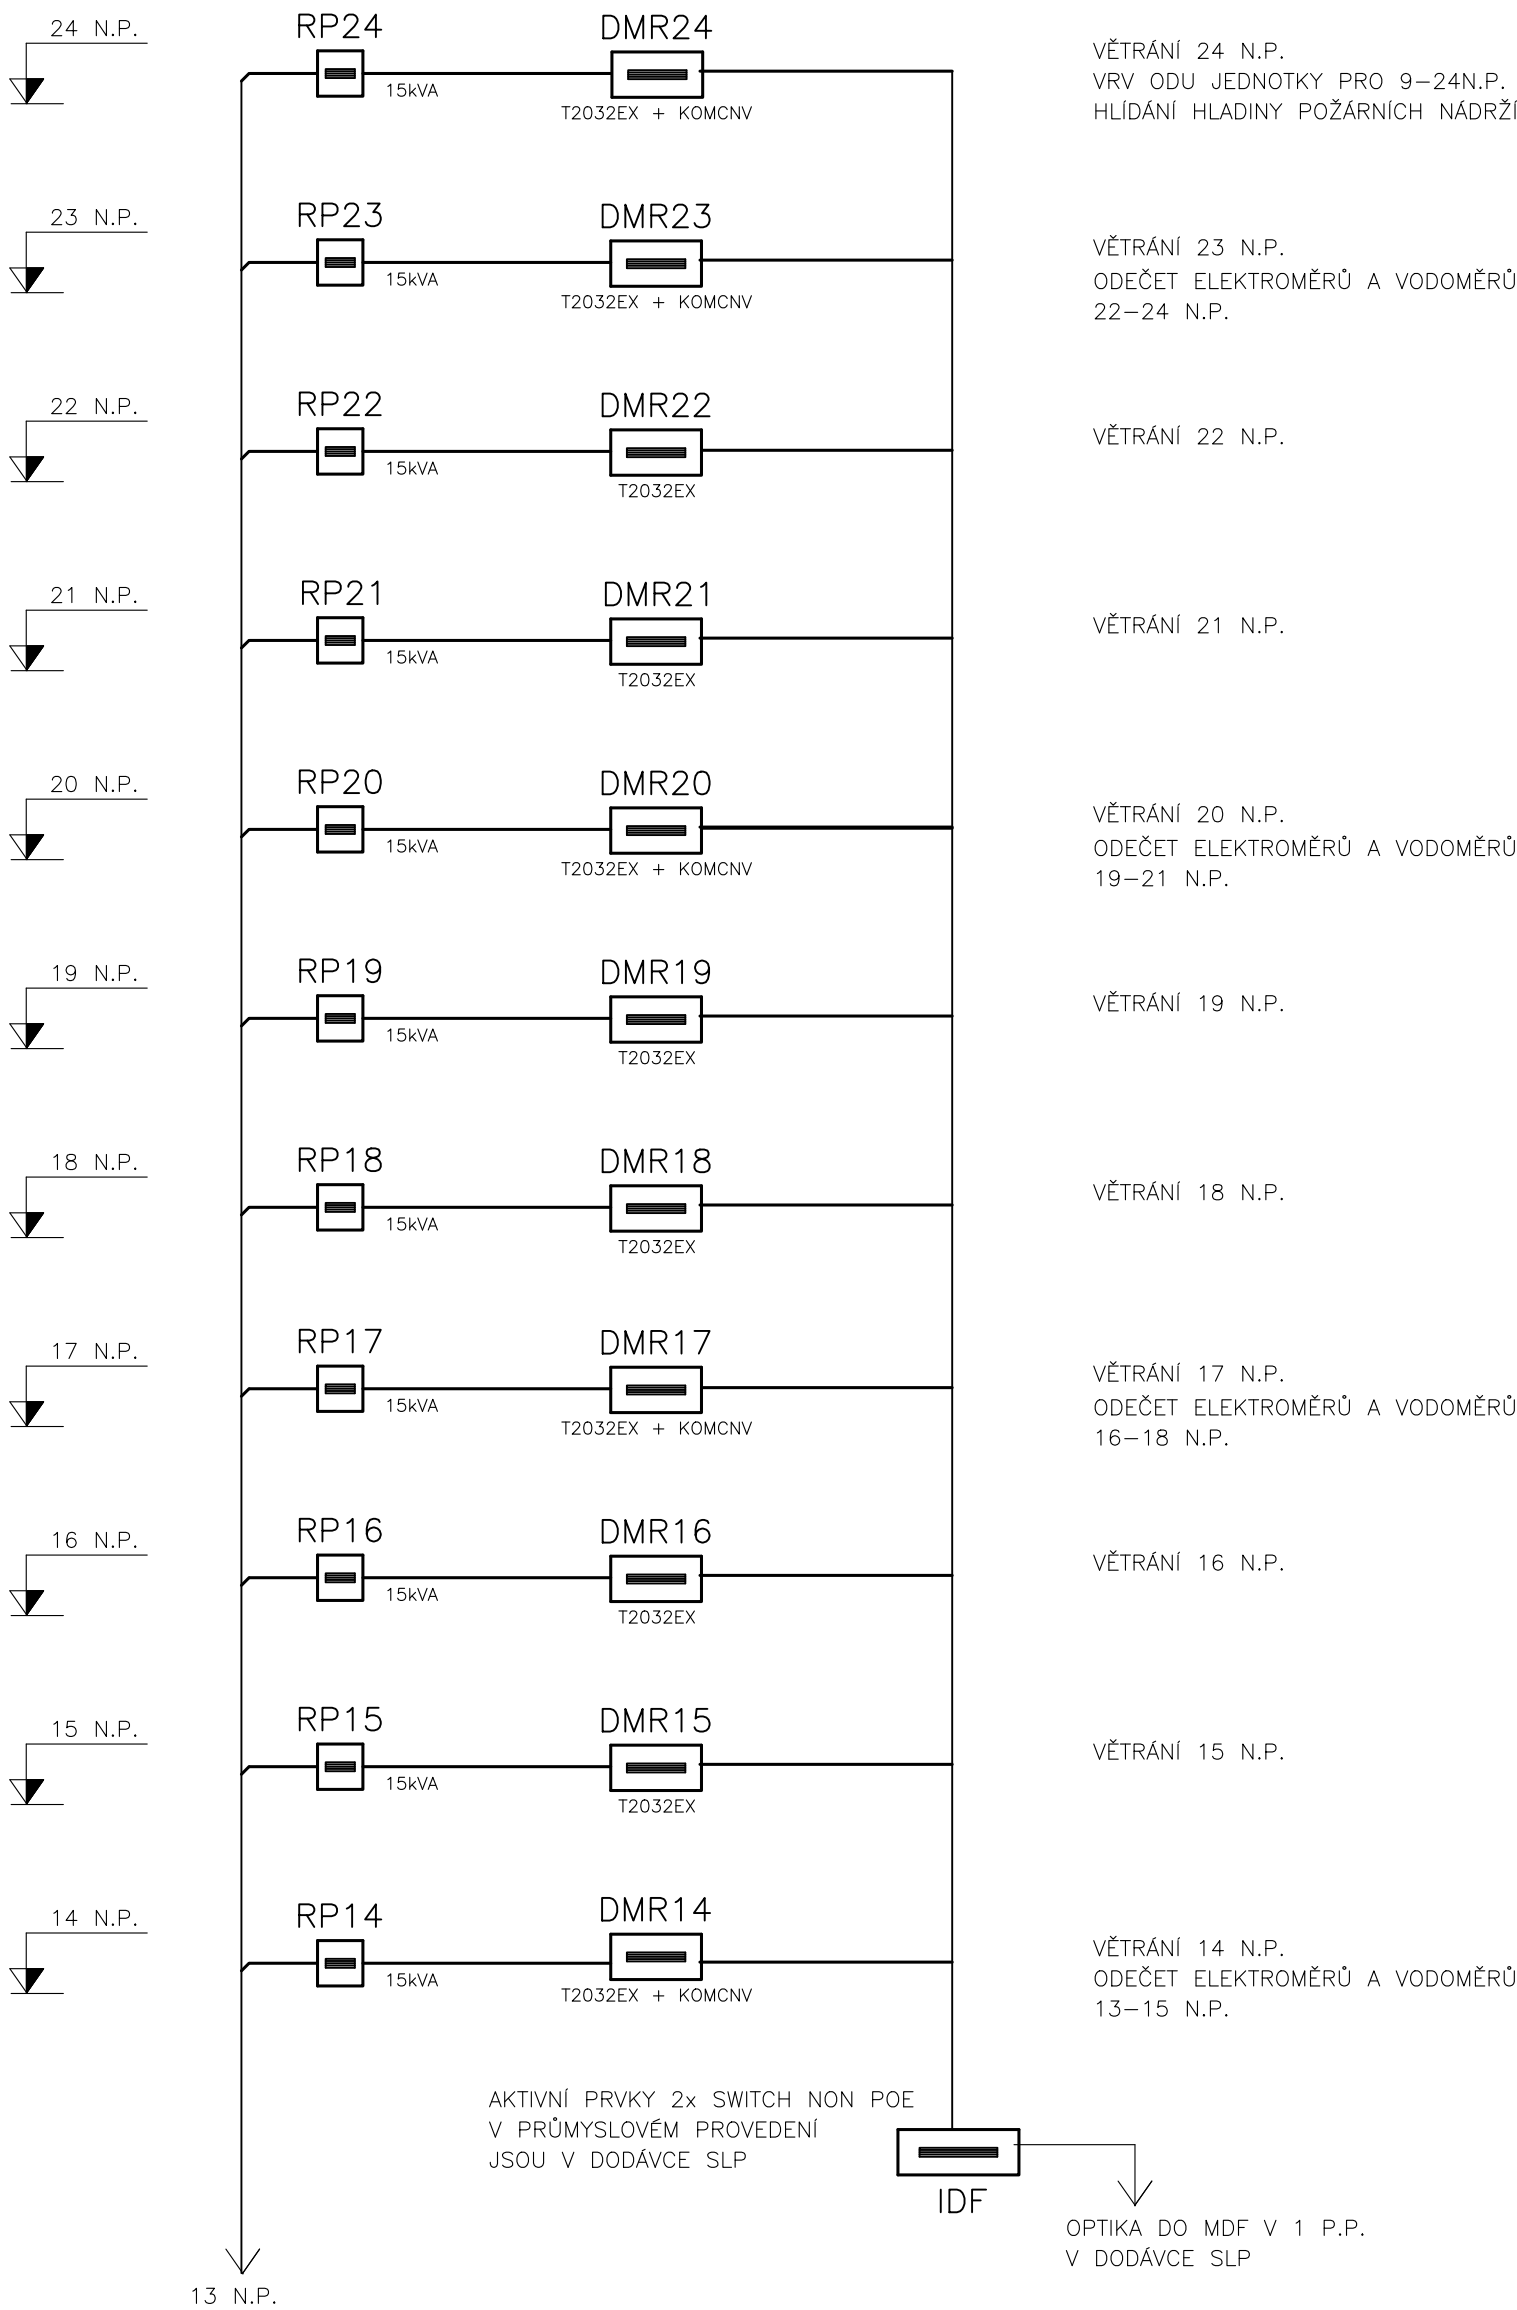 24 N.P.
RP24
DMR24
15kVA
T2032EX + KOMCNV
VĚTRÁNÍ 24 N.P.
VRV ODU JEDNOTKY PRO 9-24N.P.
HLÍDÁNÍ HLADINY POŽÁRNÍCH NÁDRŽÍ
23 N.P.
RP23
DMR23
15kVA
T2032EX + KOMCNV
VĚTRÁNÍ 23 N.P.
ODEČET ELEKTROMĚRŮ A VODOMĚRŮ
22-24 N.P.
22 N.P.
RP22
DMR22
15kVA
T2032EX
VĚTRÁNÍ 22 N.P.
21 N.P.
RP21
DMR21
15kVA
T2032EX
VĚTRÁNÍ 21 N.P.
20 N.P.
RP20
DMR20
15kVA
T2032EX + KOMCNV
VĚTRÁNÍ 20 N.P.
ODEČET ELEKTROMĚRŮ A VODOMĚRŮ
19-21 N.P.
19 N.P.
RP19
DMR19
15kVA
T2032EX
VĚTRÁNÍ 19 N.P.
18 N.P.
RP18
DMR18
15kVA
T2032EX
VĚTRÁNÍ 18 N.P.
17 N.P.
RP17
DMR17
15kVA
T2032EX + KOMCNV
VĚTRÁNÍ 17 N.P.
ODEČET ELEKTROMĚRŮ A VODOMĚRŮ
16-18 N.P.
16 N.P.
RP16
DMR16
15kVA
T2032EX
VĚTRÁNÍ 16 N.P.
15 N.P.
RP15
DMR15
15kVA
T2032EX
VĚTRÁNÍ 15 N.P.
14 N.P.
RP14
DMR14
15kVA
T2032EX + KOMCNV
VĚTRÁNÍ 14 N.P.
ODEČET ELEKTROMĚRŮ A VODOMĚRŮ
13-15 N.P.
AKTIVNÍ PRVKY 2x SWITCH NON POE
V PRŮMYSLOVÉM PROVEDENÍ
JSOU V DODÁVCE SLP
IDF
OPTIKA DO MDF V 1 P.P.
V DODÁVCE SLP
13 N.P.